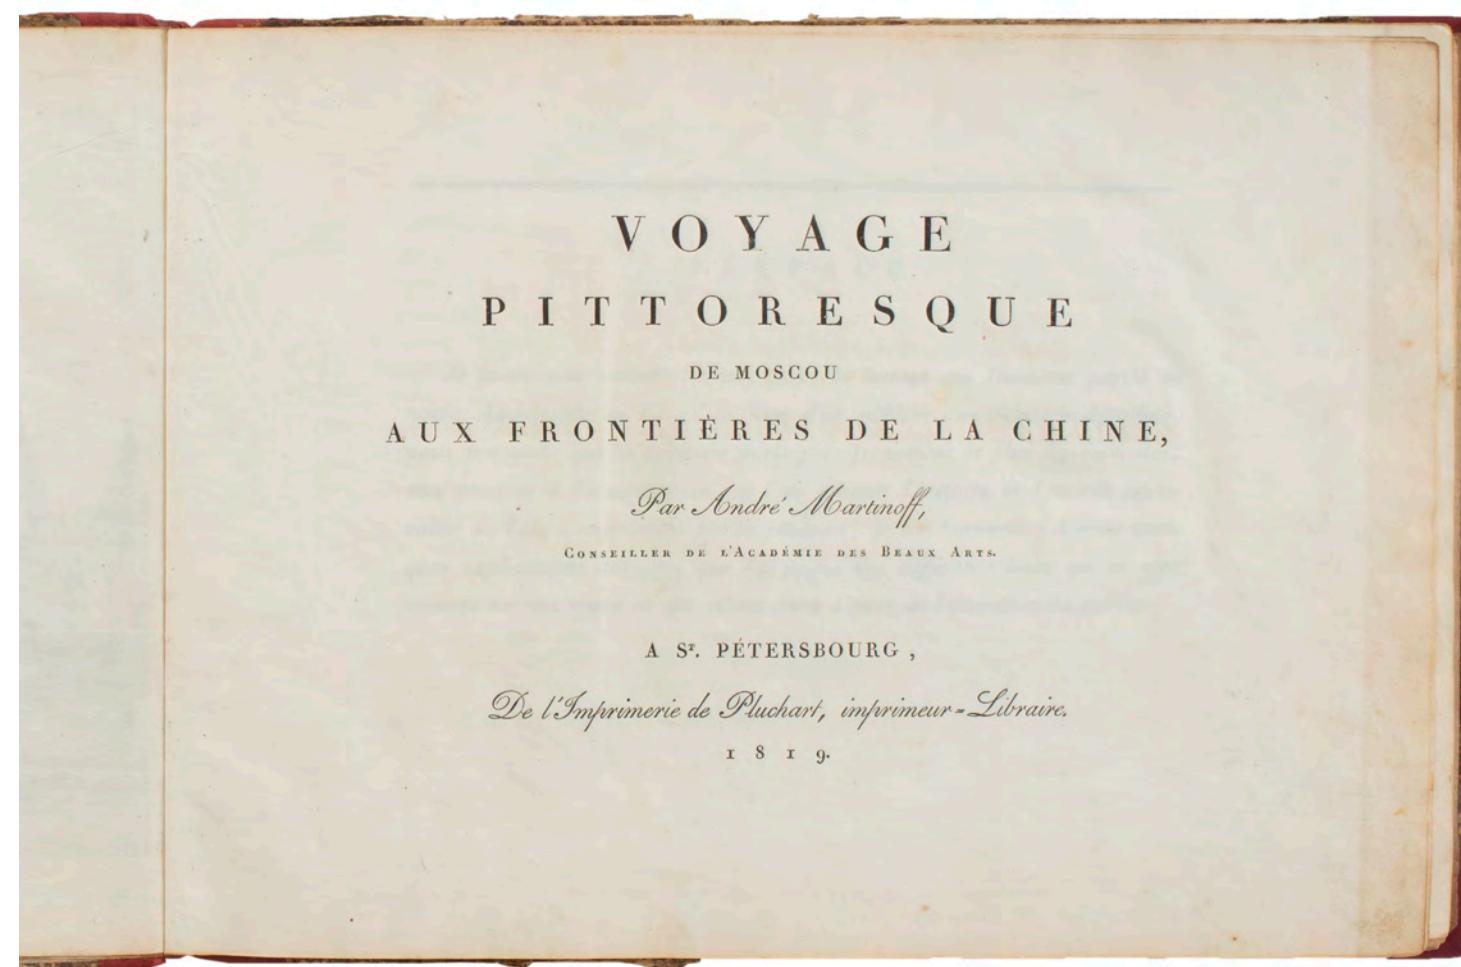 VOYAGE
PITTORESQUE
DE MOSCOU
AUX FRONTIÈRES DE LA CHINE,
Par André Martinoff,
CONSEILLER DE L'ACADÉMIE DES BEAUX ARTS.
A ST. PÉTERSBOURG,
De l'Imprimerie de Pluchart, imprimeur=Libraire.
1819.